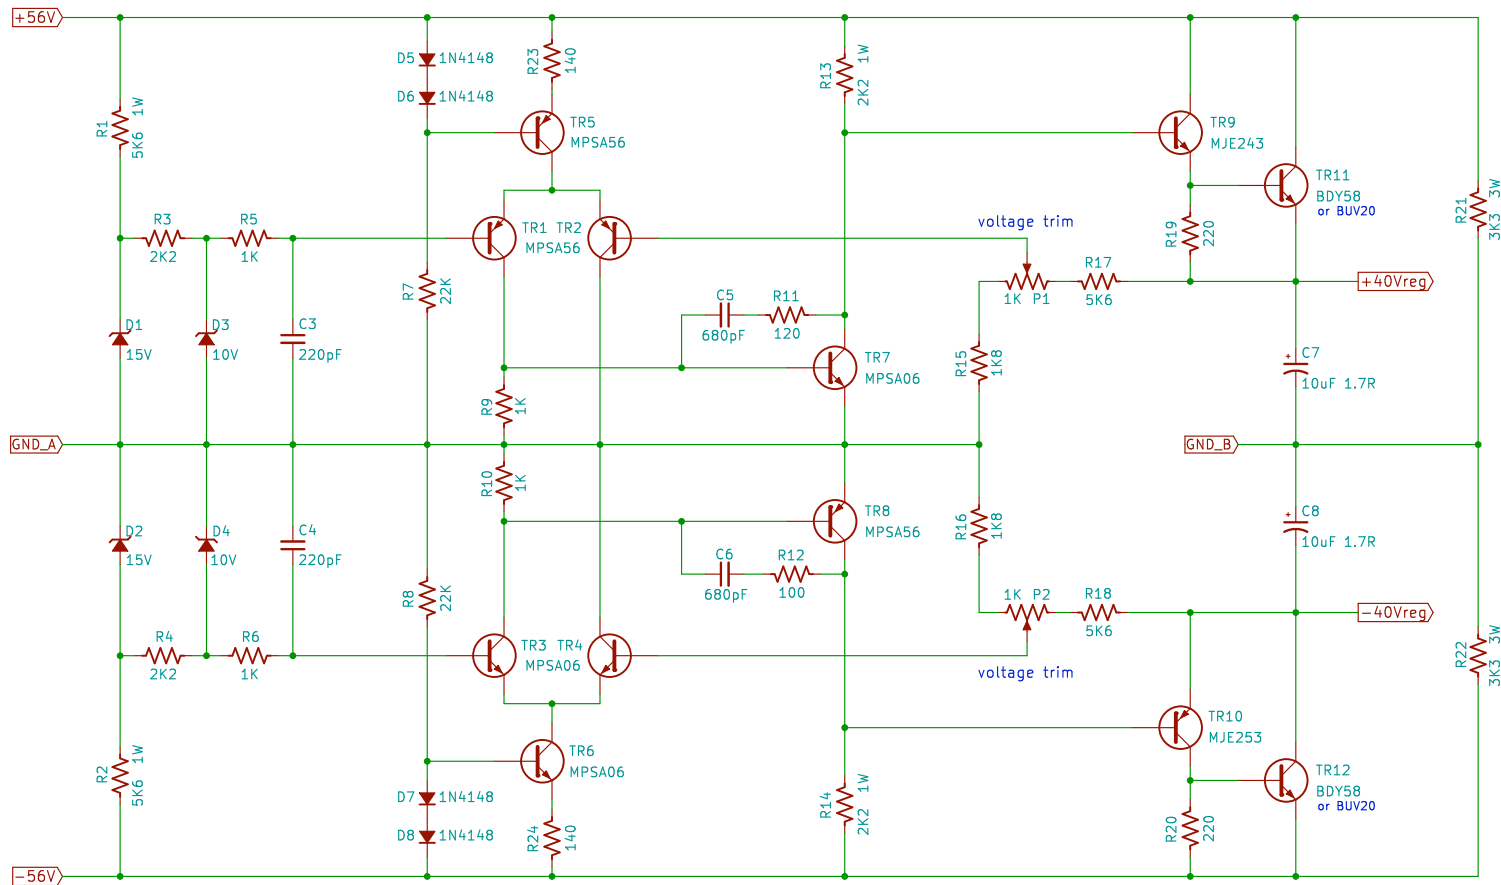 +56V
R1
5K6 1W
D5 1N4148
D6 1N4148
R23
140
TR5
MPSA56
R13
2K2 1W
TR9
MJE243
TR11
BDY58
or BUV20
R21
3K3 3W
R3
2K2
R5
1K
TR1 TR2
MPSA56
voltage trim
R19
220
R7
22K
1K P1
R17
5K6
+40Vreg
D1
15V
D3
10V
C3
220pF
C5
680pF
R11
120
TR7
MPSA06
R15
1K8
C7
10uF 1.7R
R9
1K
GND_A
GND_B
R10
1K
D2
15V
D4
10V
C4
220pF
TR8
MPSA56
C6
680pF
R12
100
R16
1K8
C8
10uF 1.7R
R8
22K
1K P2
R18
5K6
-40Vreg
R4
2K2
R6
1K
TR3 TR4
MPSA06
voltage trim
R22
3K3 3W
R2
5K6 1W
TR6
MPSA06
D7 1N4148
D8 1N4148
R24
140
R14
2K2 1W
TR10
MJE253
TR12
BDY58
or BUV20
R20
220
-56V